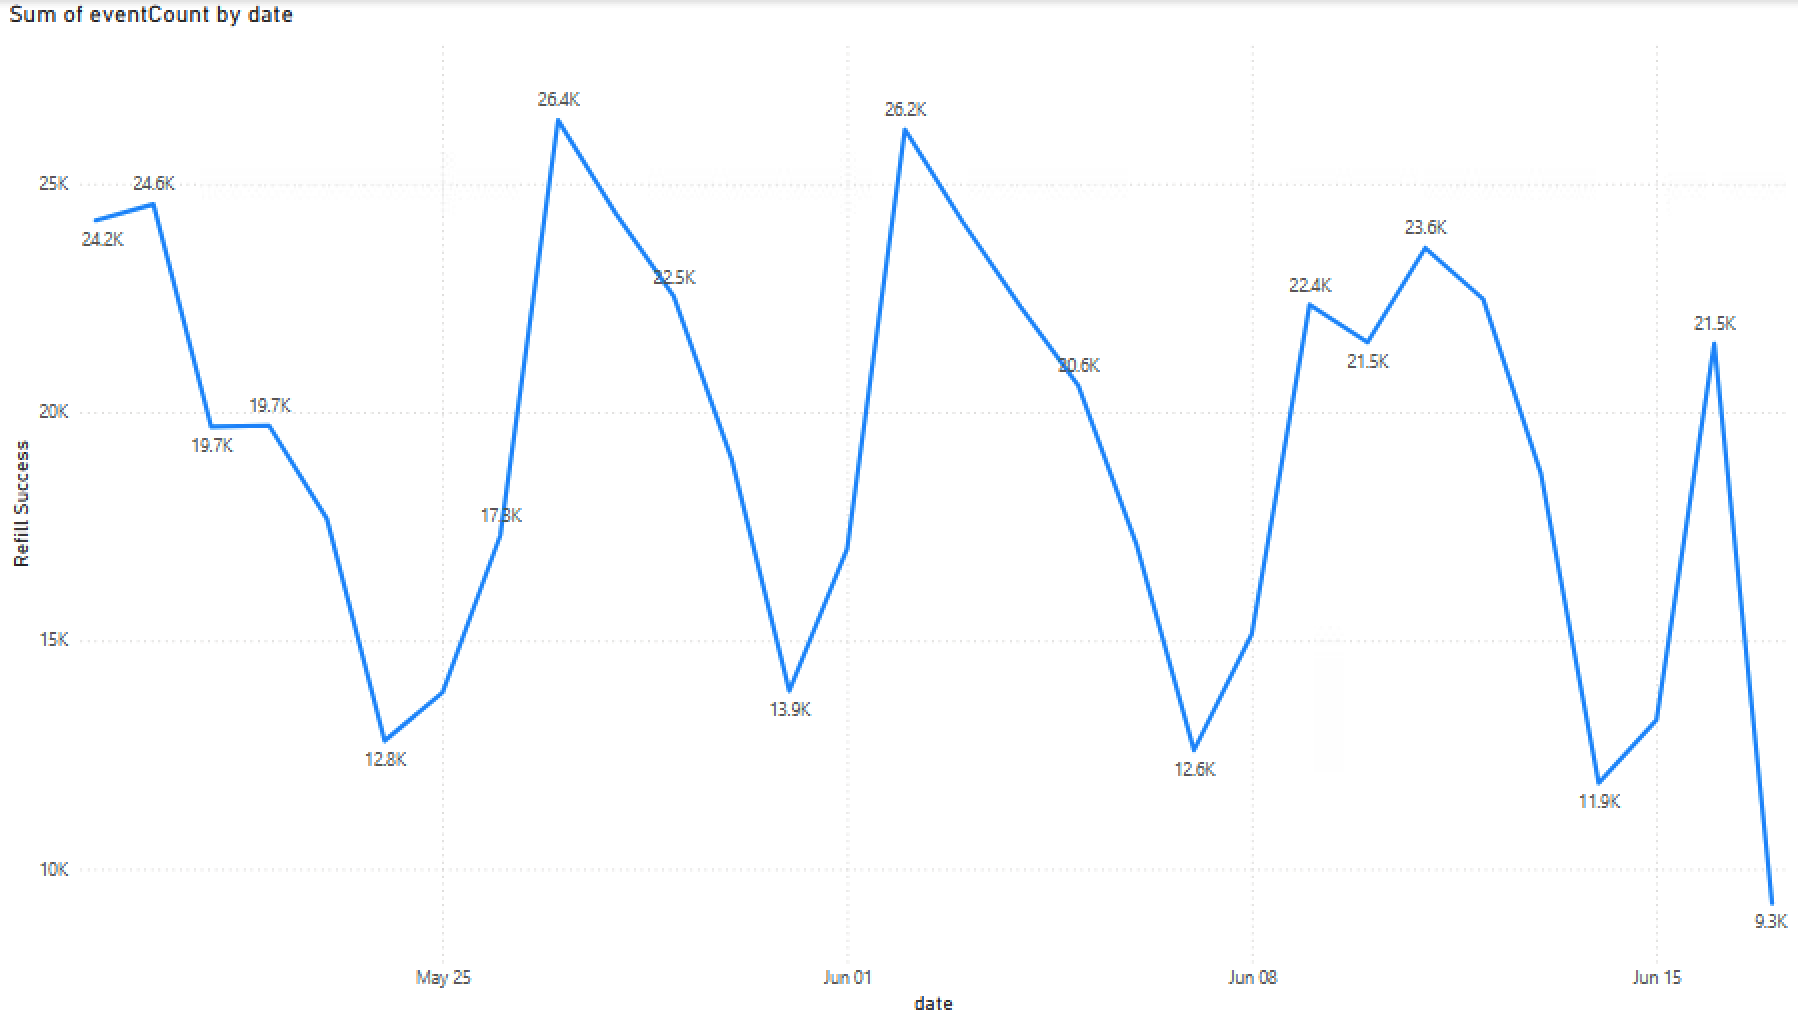 Sum of eventCount by date
26.4K
26.2K
25K
24.6K
24.2K
23.6K
22.5K
22.4K
21.5K
21.5K
20.6K
20K
19.7K
19.7K
Refill Success
17.3K
15K
13.9K
12.8K
12.6K
11.9K
10K
9.3K
May 25
Jun 01
Jun 08
Jun 15
date